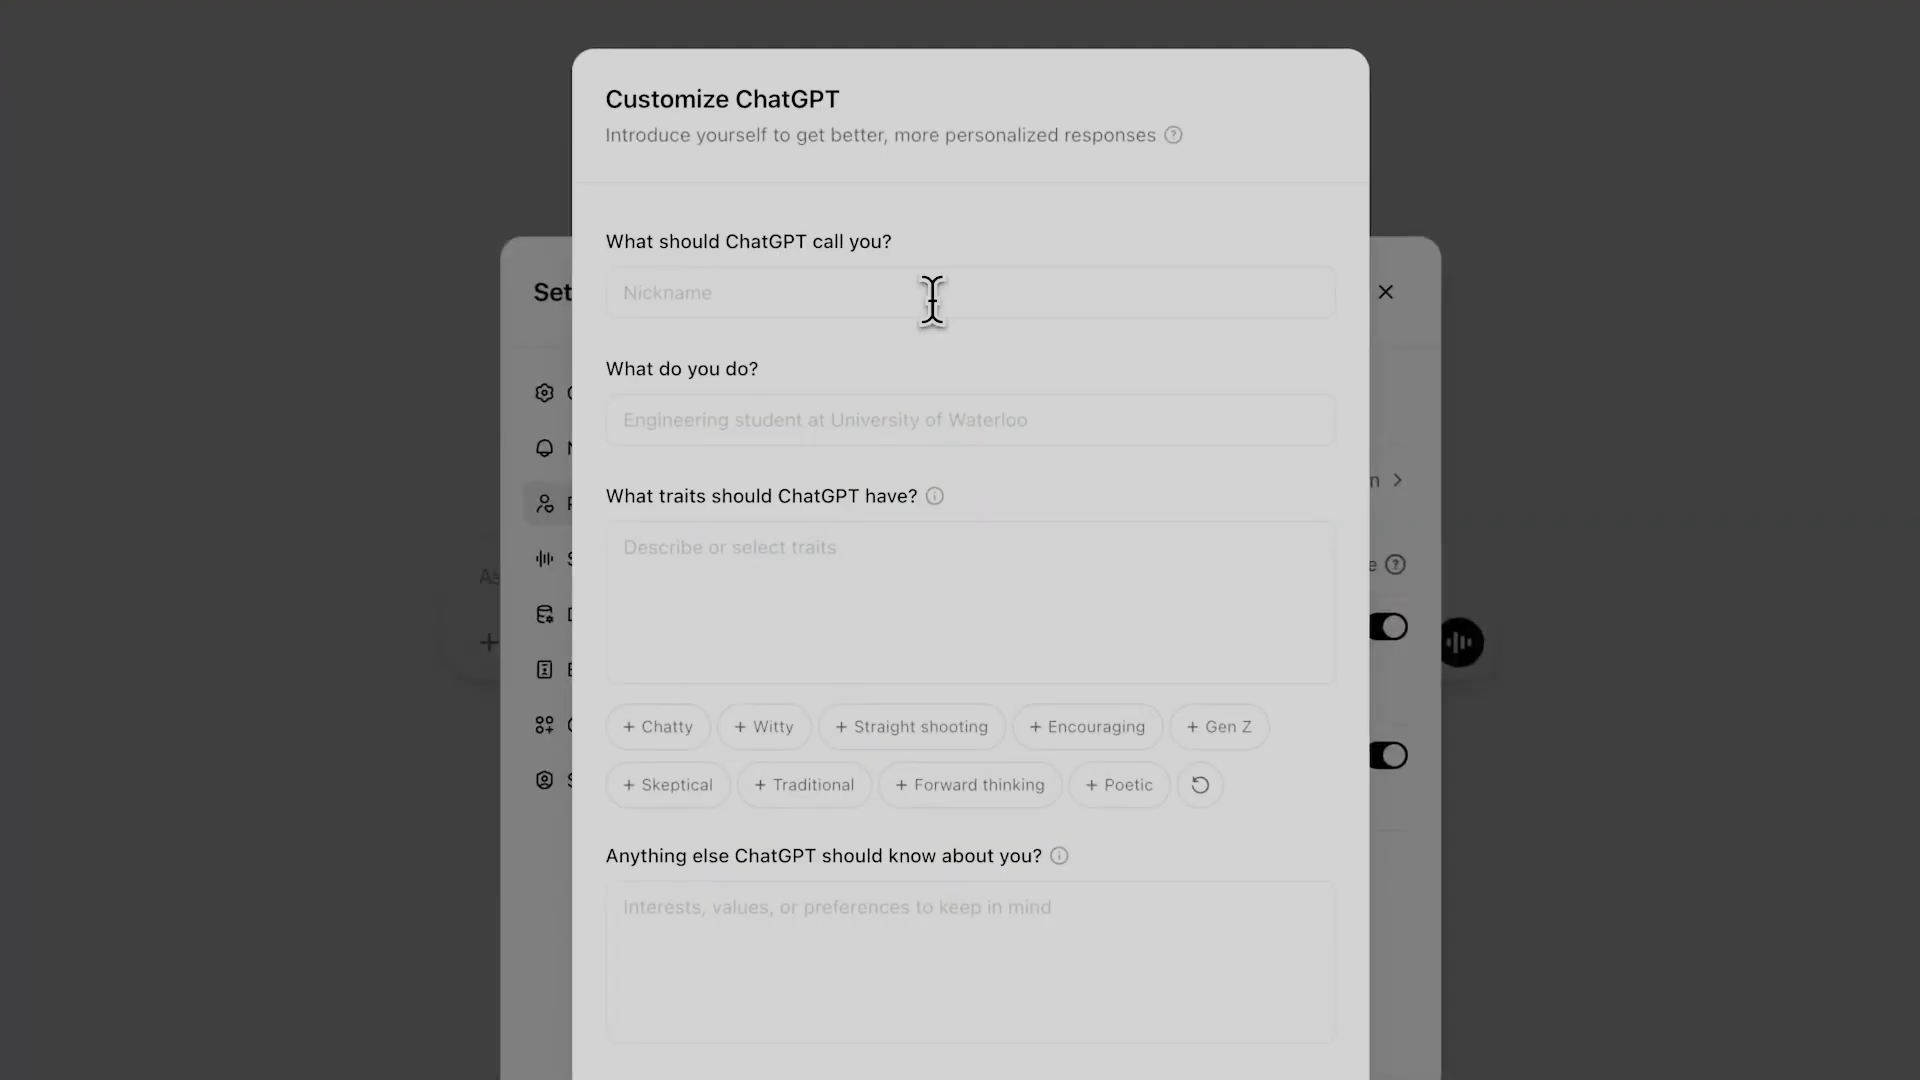 Customize ChatGPT
Introduce yourself to get better, more personalized responses
What should ChatGPT call you?
Nickname
Set
What do you do?
Engineering student at University of Waterloo
n
What traits should ChatGPT have?
Describe or select traits
e
+ Chatty + Witty + Straight shooting + Encouraging + Gen Z
+ Skeptical + Traditional + Forward thinking + Poetic
Anything else ChatGPT should know about you?
Interests, values, or preferences to keep in mind